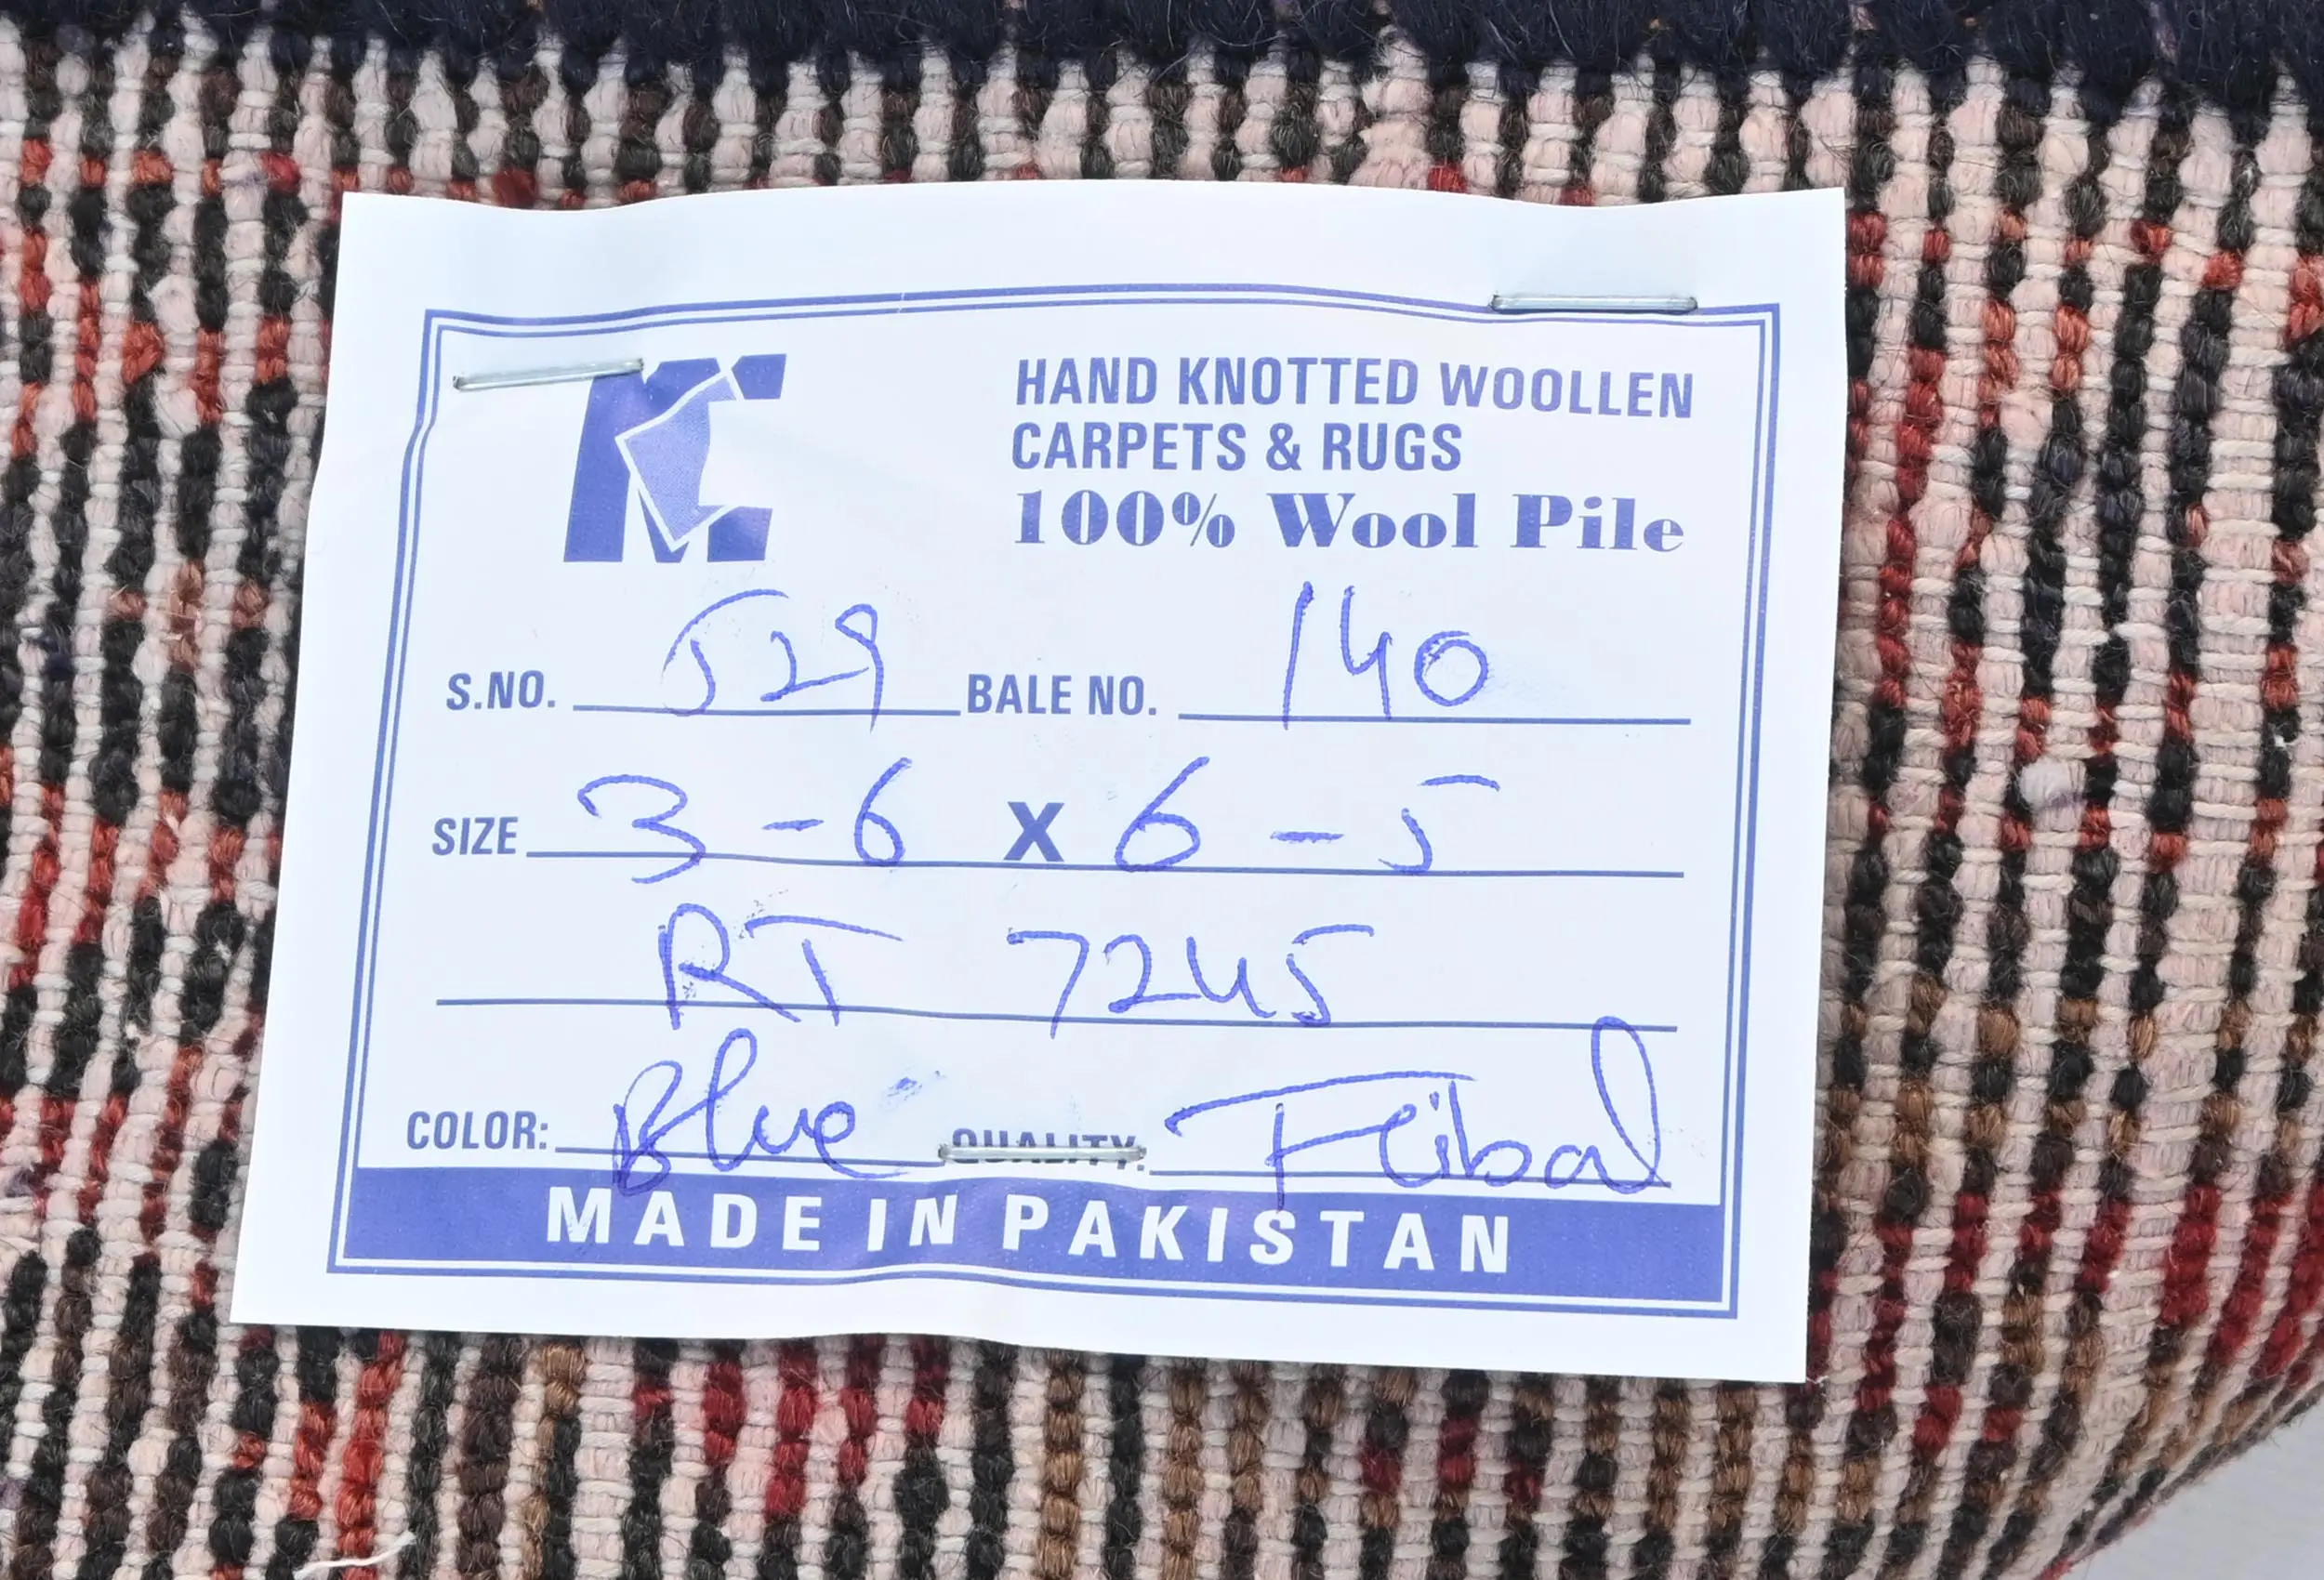 KC
HAND KNOTTED WOOLLEN
CARPETS & RUGS
100% Wool Pile
S.NO. 529 BALE NO. 140
SIZE 3-6 X 6-5
RT 7245
COLOR: Blue QUALITY:
MADE IN PAKISTAN